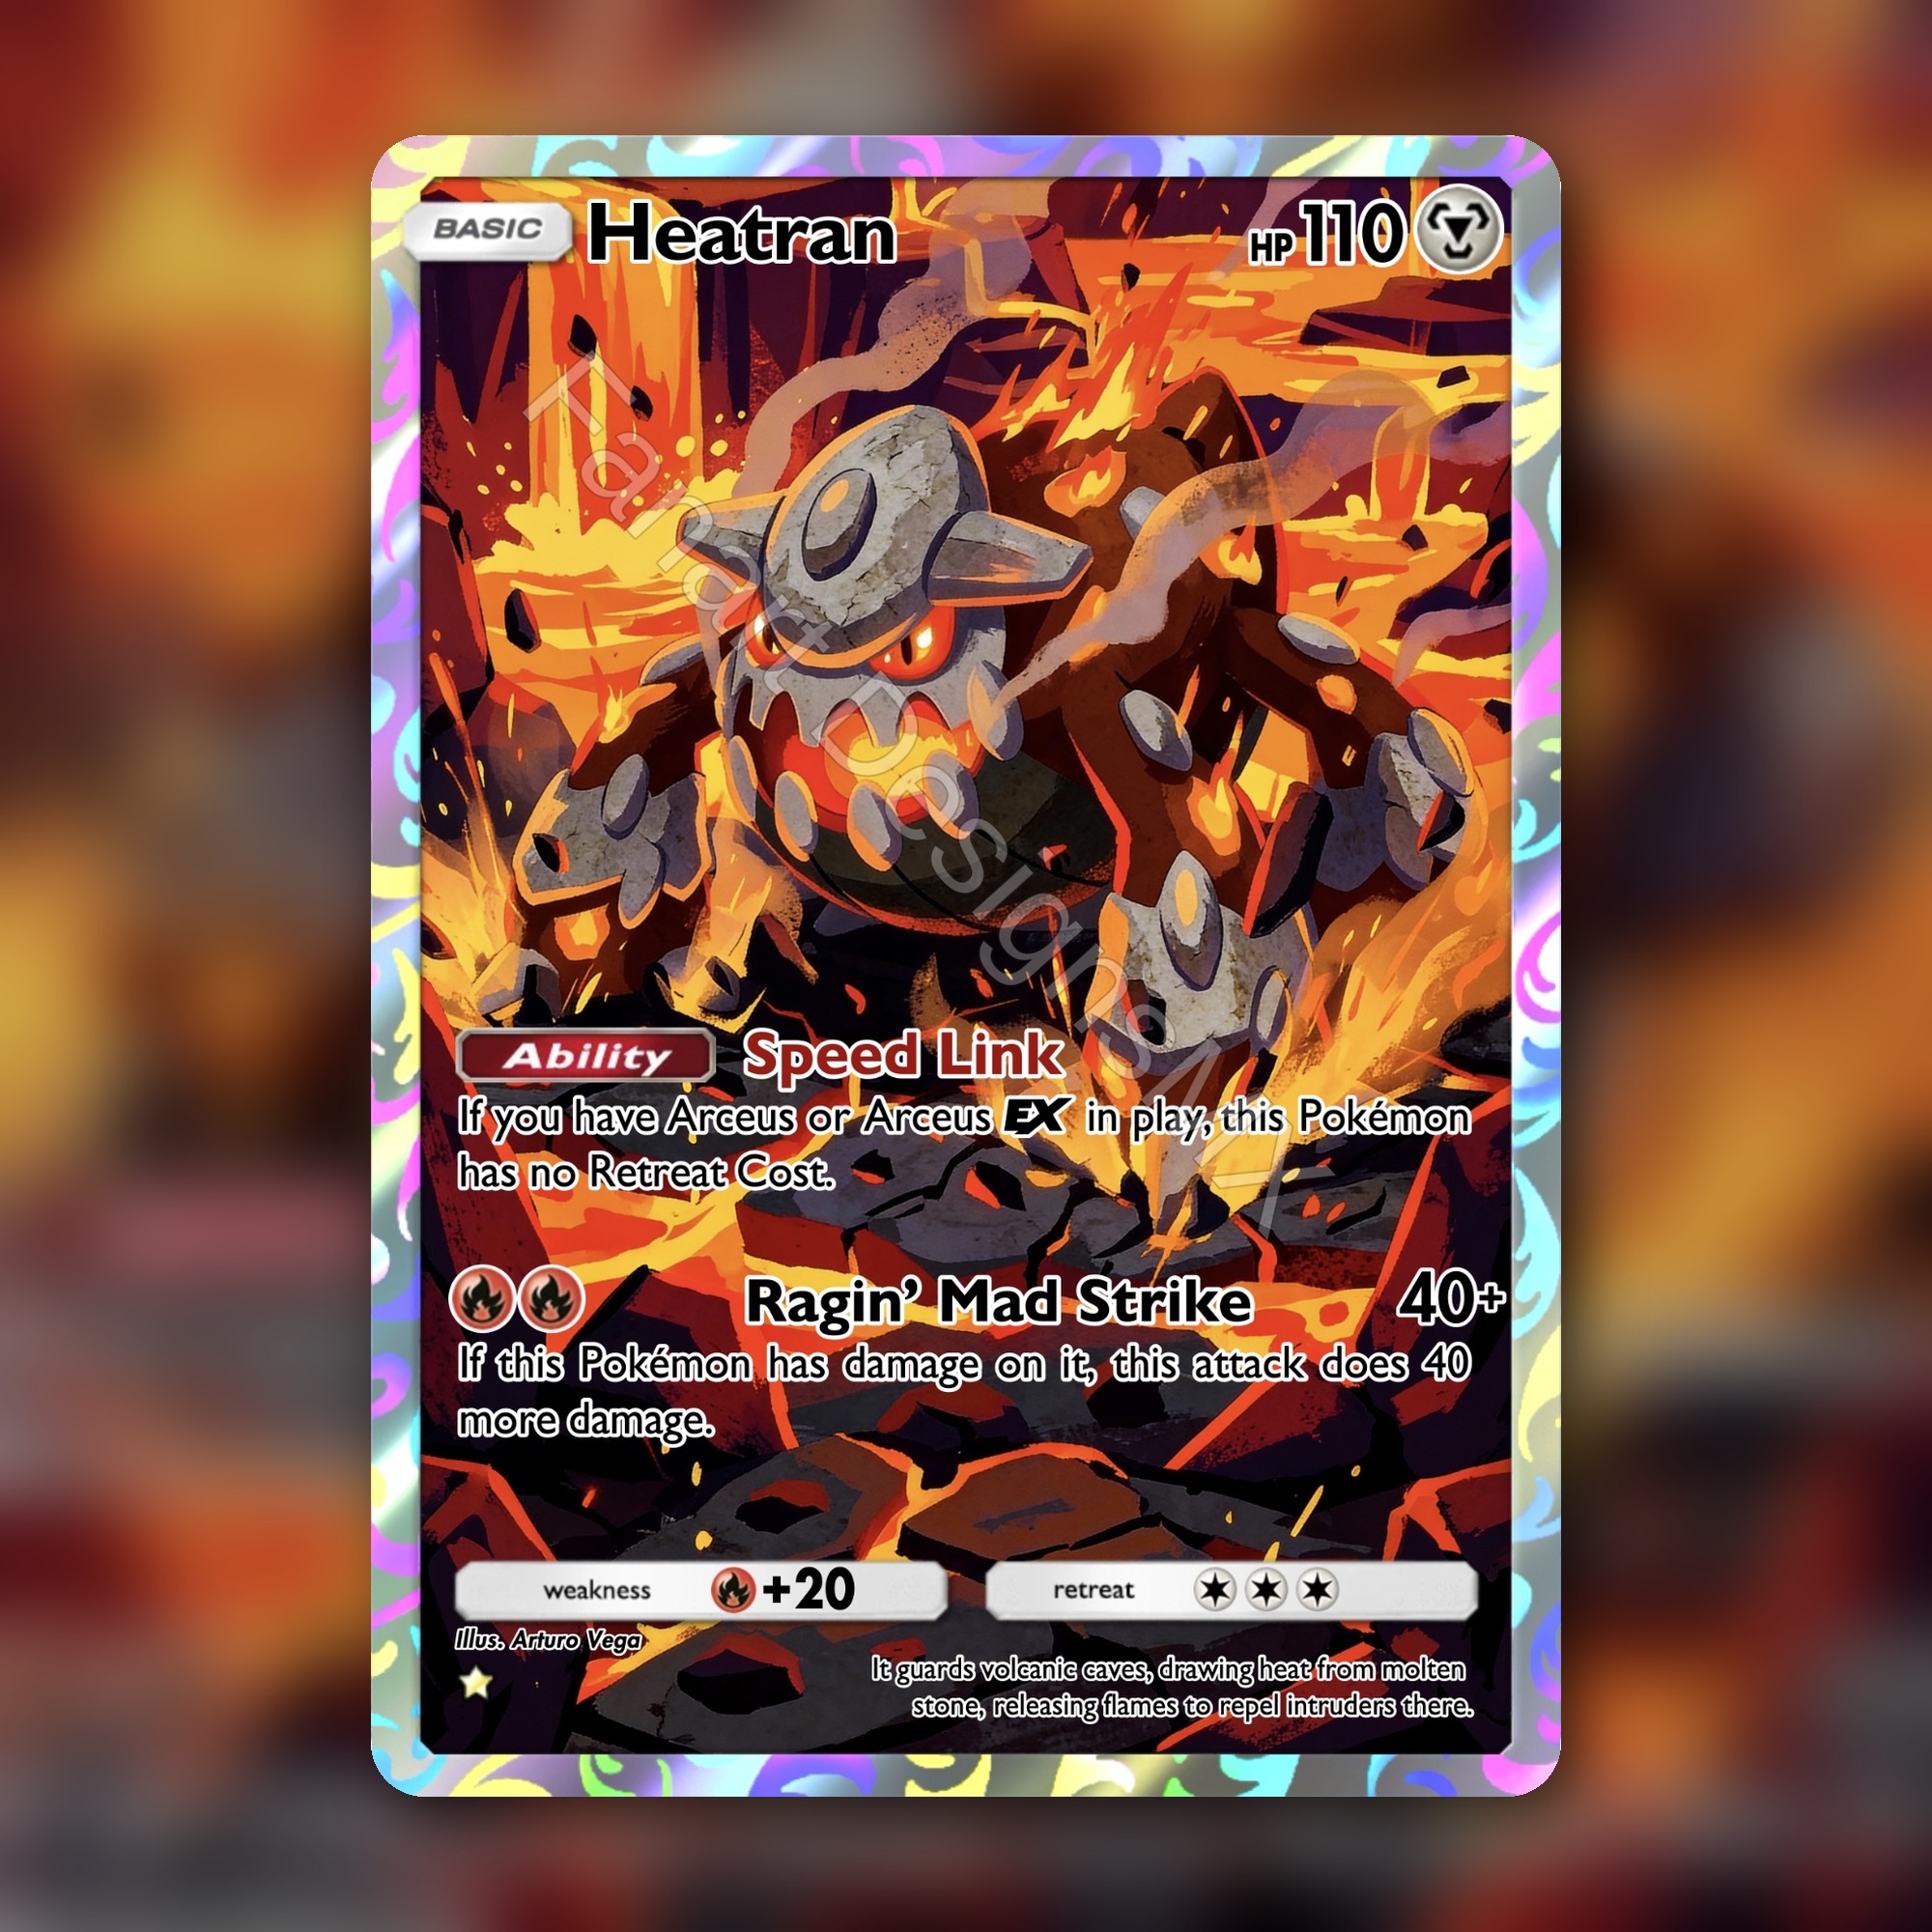 BASIC Heatran HP 110
FanartDesignsMX
Ability Speed Link
If you have Arceus or Arceus EX in play, this Pokémon
has no Retreat Cost.
Ragin’ Mad Strike 40+
If this Pokémon has damage on it, this attack does 40
more damage.
weakness +20 retreat
Illus. Arturo Vega
It guards volcanic caves, drawing heat from molten
stone, releasing flames to repel intruders there.